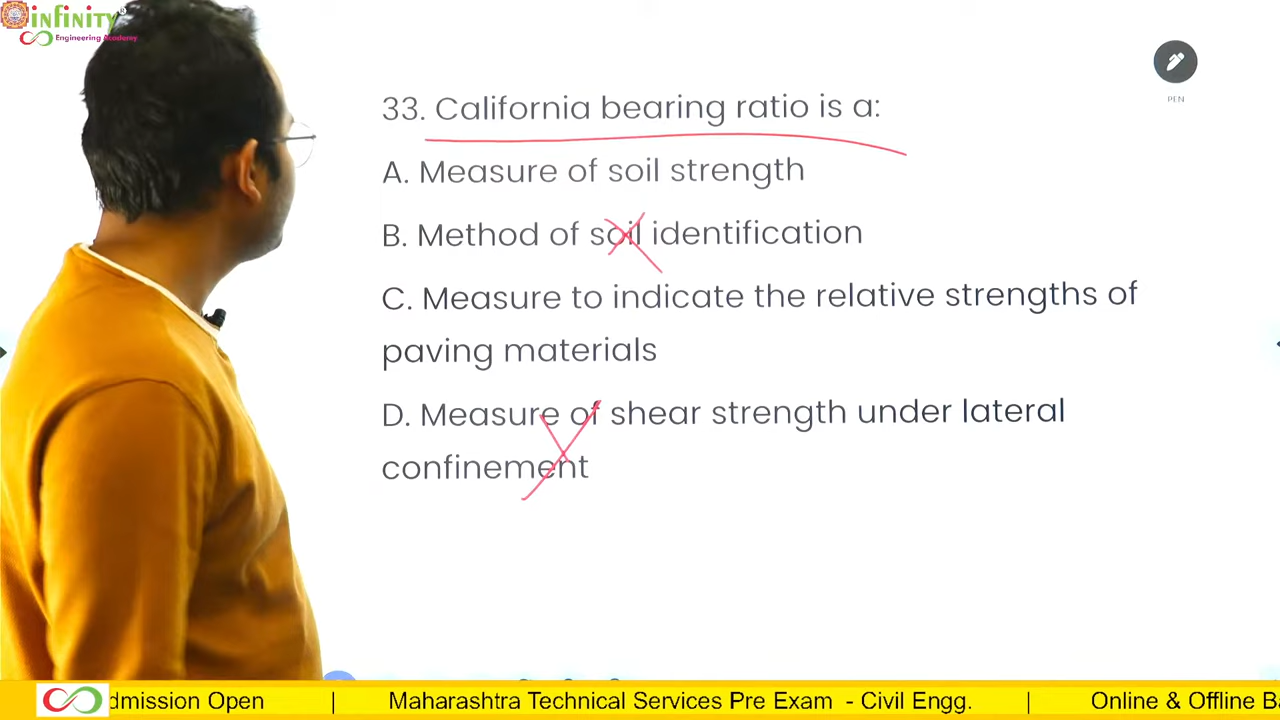 infinity
Engineering Academy
PEN
33. California bearing ratio is a:
A. Measure of soil strength
B. Method of soil identification
C. Measure to indicate the relative strengths of
paving materials
D. Measure of shear strength under lateral
confinement
dmission Open | Maharashtra Technical Services Pre Exam - Civil Engg. | Online & Offline Ba